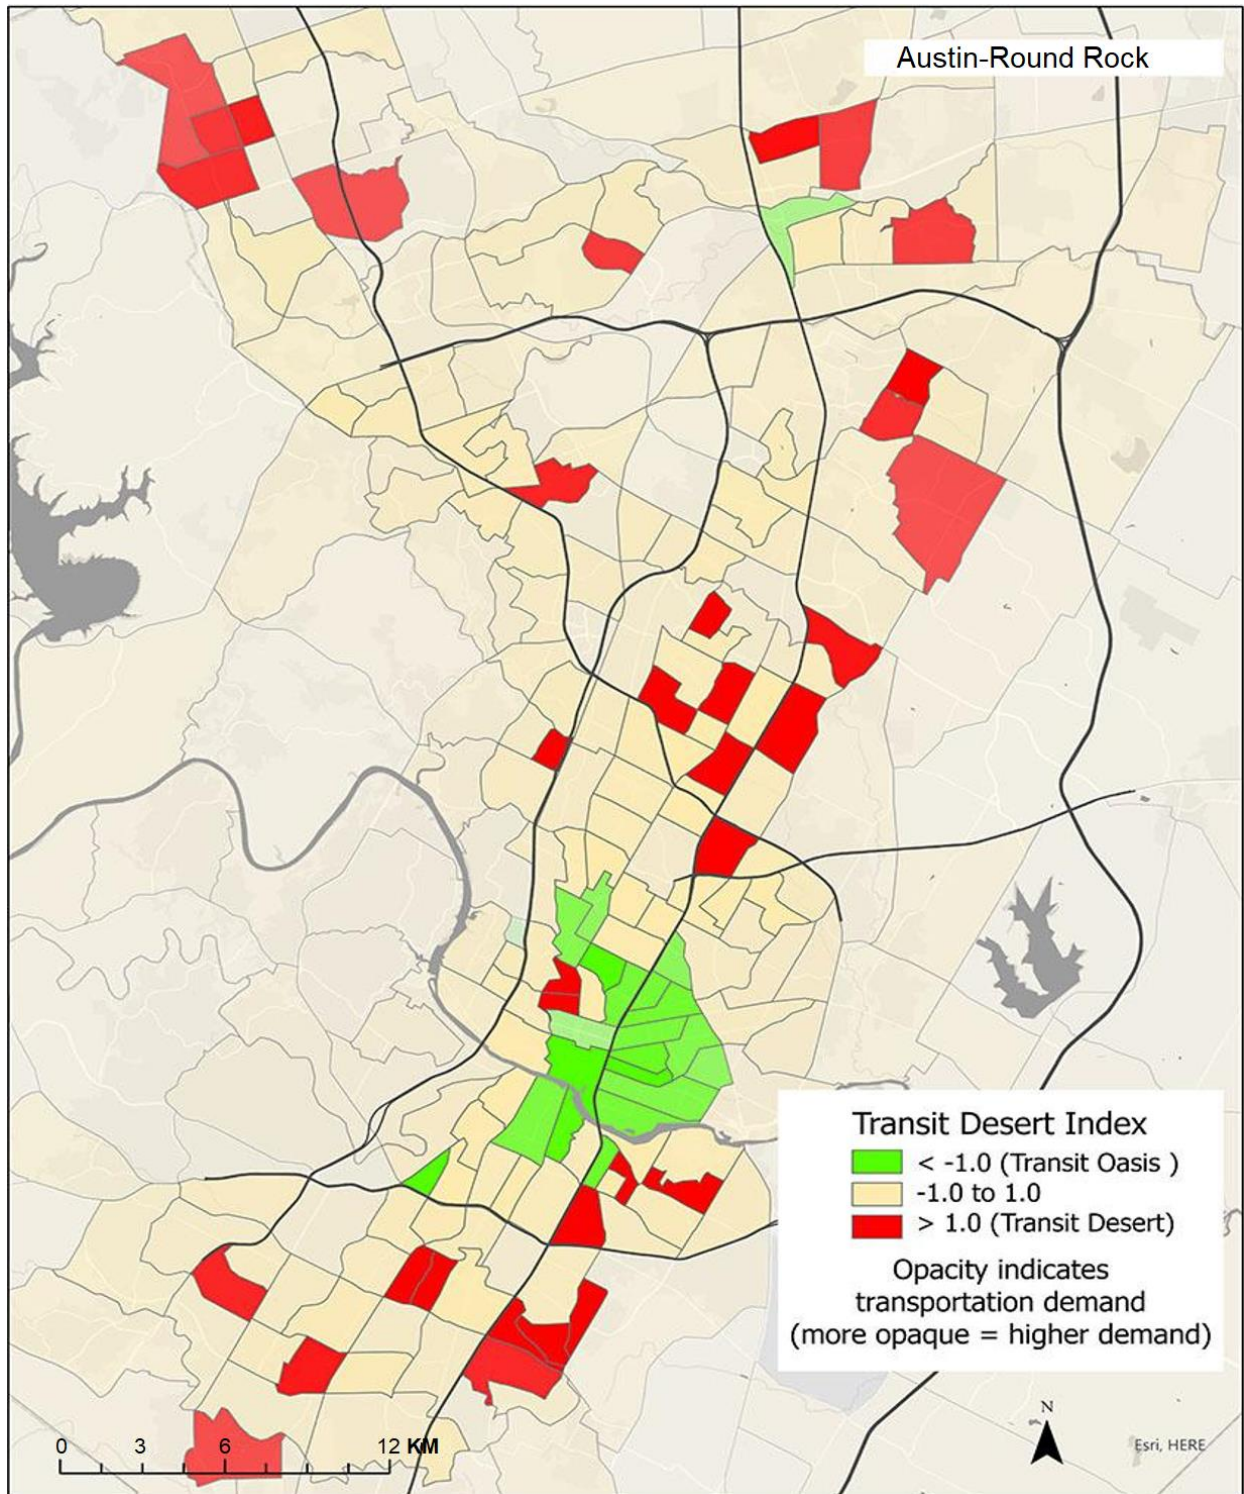 Austin-Round Rock
Transit Desert Index
< -1.0 (Transit Oasis )
-1.0 to 1.0
> 1.0 (Transit Desert)
Opacity indicates
transportation demand
(more opaque = higher demand)
N
0 3 6 12 KM
Esri, HERE